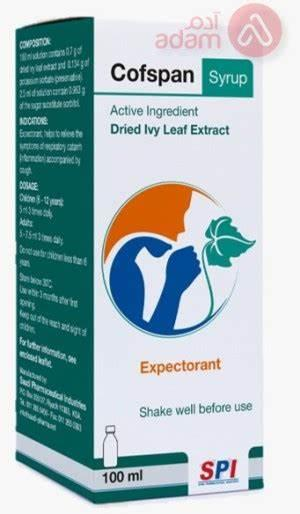 آدم
adam
Cofspan Syrup
Active Ingredient
Dried Ivy Leaf Extract
Expectorant
Shake well before use
100 ml
SPI
COMPOSITION:
100 ml solution contains 0.7 g of
dried ivy leaf extract and 0.134 g of
potassium sorbate (preservative).
2.5 ml of solution contain 0.963 g
of the sugar substitute sorbitol.
INDICATIONS:
Expectorant, helps to relieve the
symptoms of respiratory catarrh
(inflammation) accompanied by
cough.
DOSAGE:
Children (6 - 12 years):
5 ml 3 times daily.
Adults:
5 - 7.5 ml 3 times daily.
Do not use for children less than 6
years.
Store below 30°C.
Use within 3 months after first
opening.
Keep out of the reach and sight of
children.
For further information, see
enclosed leaflet.
Manufactured by
Saudi Pharmaceutical Industries